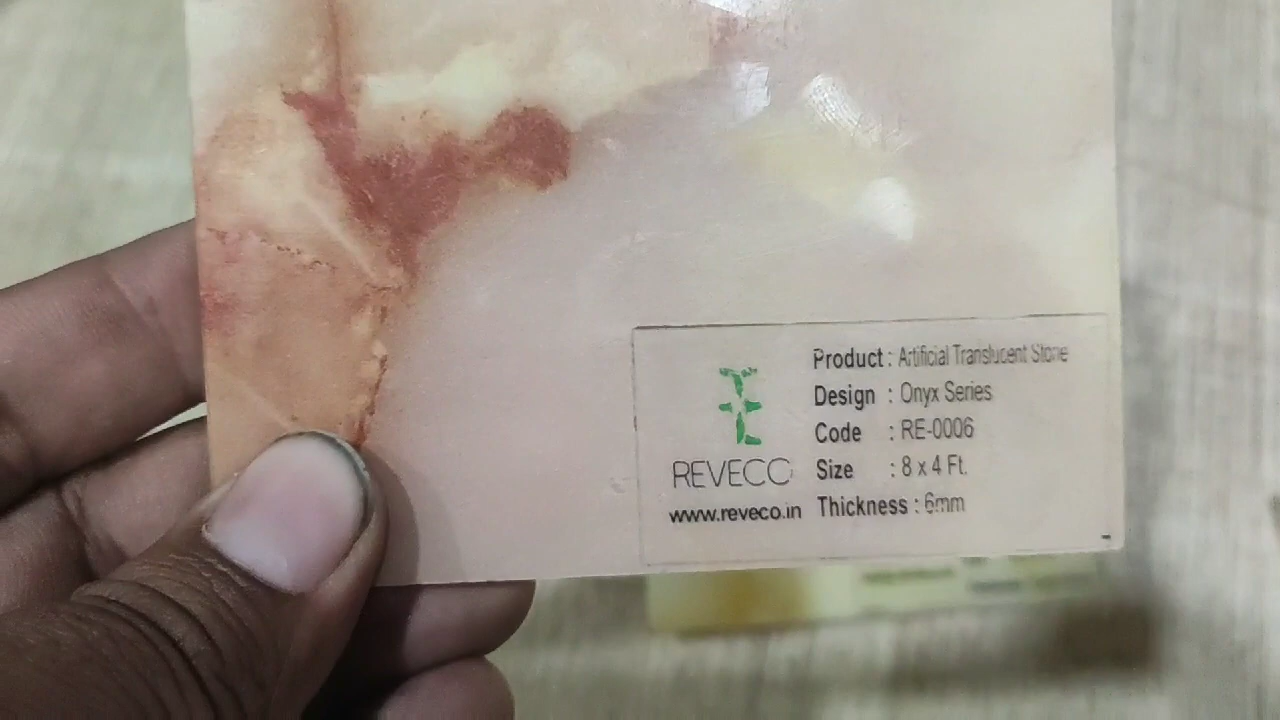 REVECO
www.reveco.in
Product : Artificial Translucent Stone
Design : Onyx Series
Code : RE-0006
Size : 8 x 4 Ft.
Thickness : 6mm